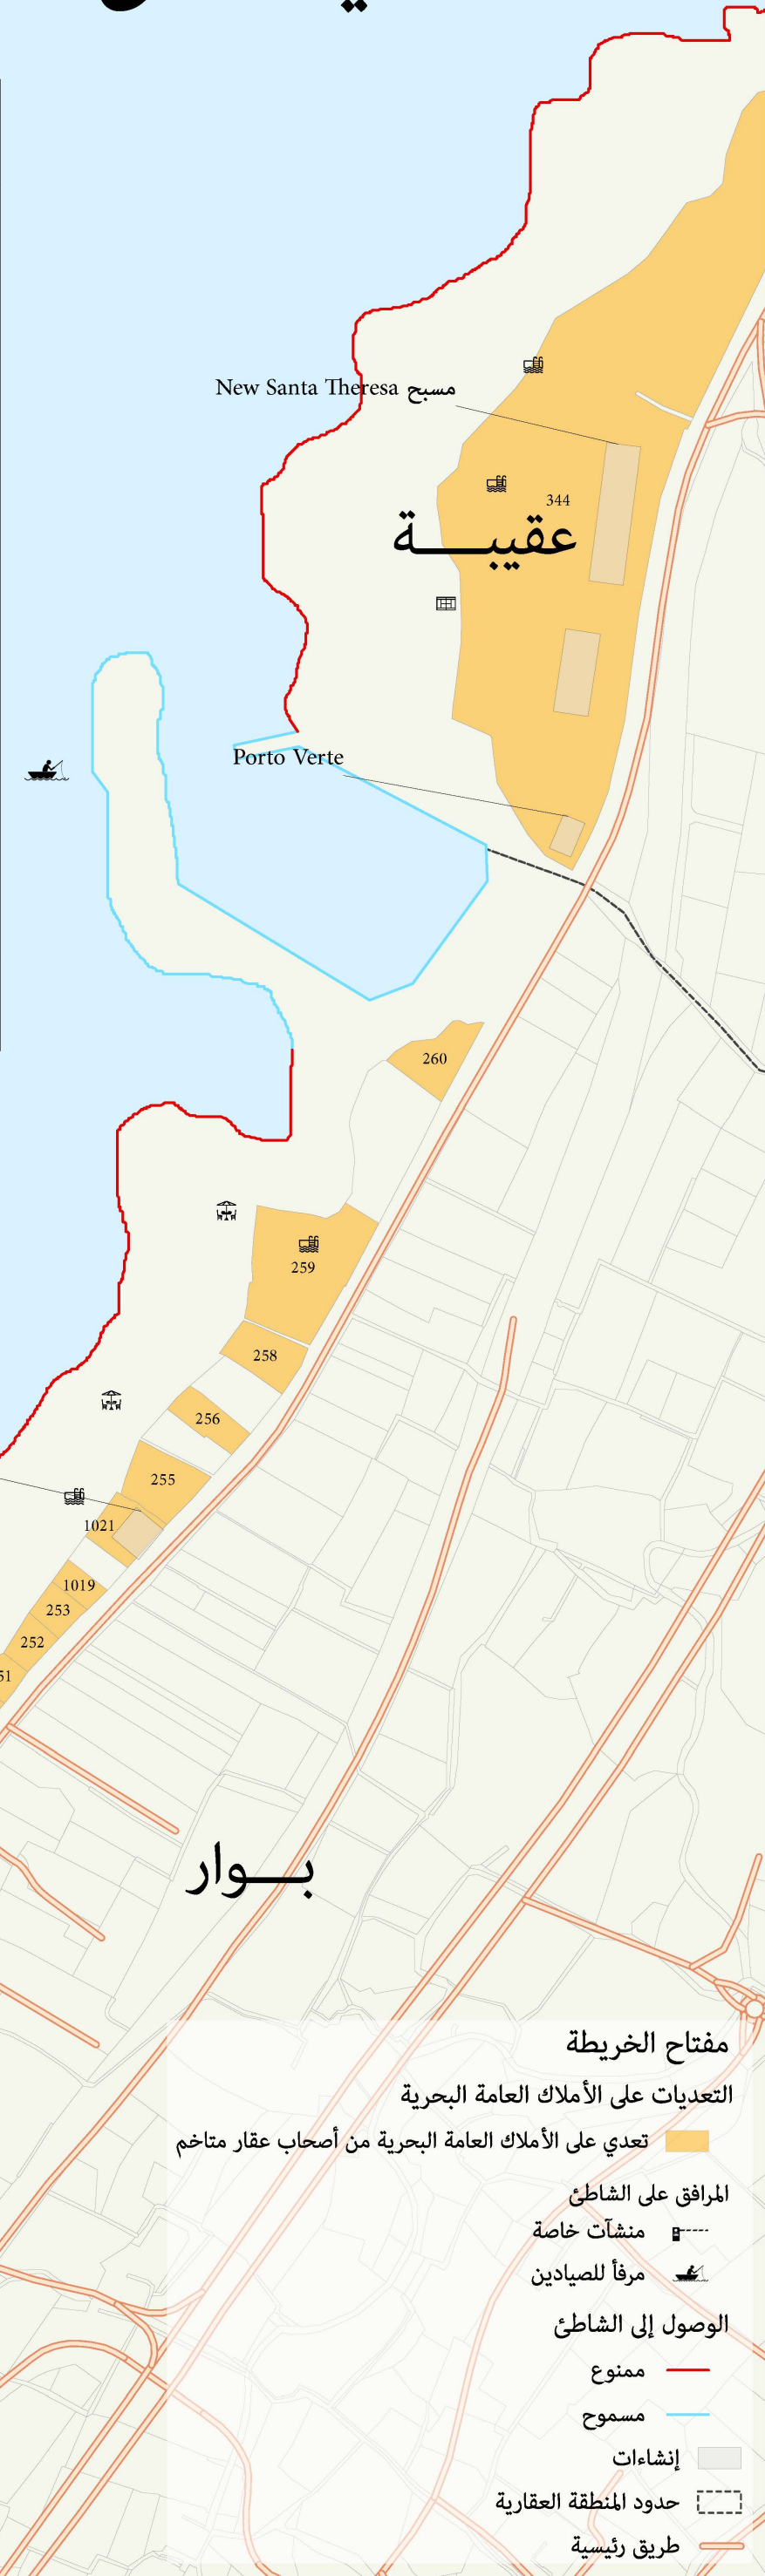 مسبح New Santa Theresa
344
عقيبـــة
Porto Verte
260
259
258
256
255
1021
1019
253
252
51
بـــوار
مفتاح الخريطة
التعديات على الأملاك العامة البحرية
تعدي على الأملاك العامة البحرية من أصحاب عقار متاخم
المرافق على الشاطئ
منشآت خاصة
مرفأ للصيادين
الوصول إلى الشاطئ
ممنوع
مسموح
إنشاءات
حدود المنطقة العقارية
طريق رئيسية